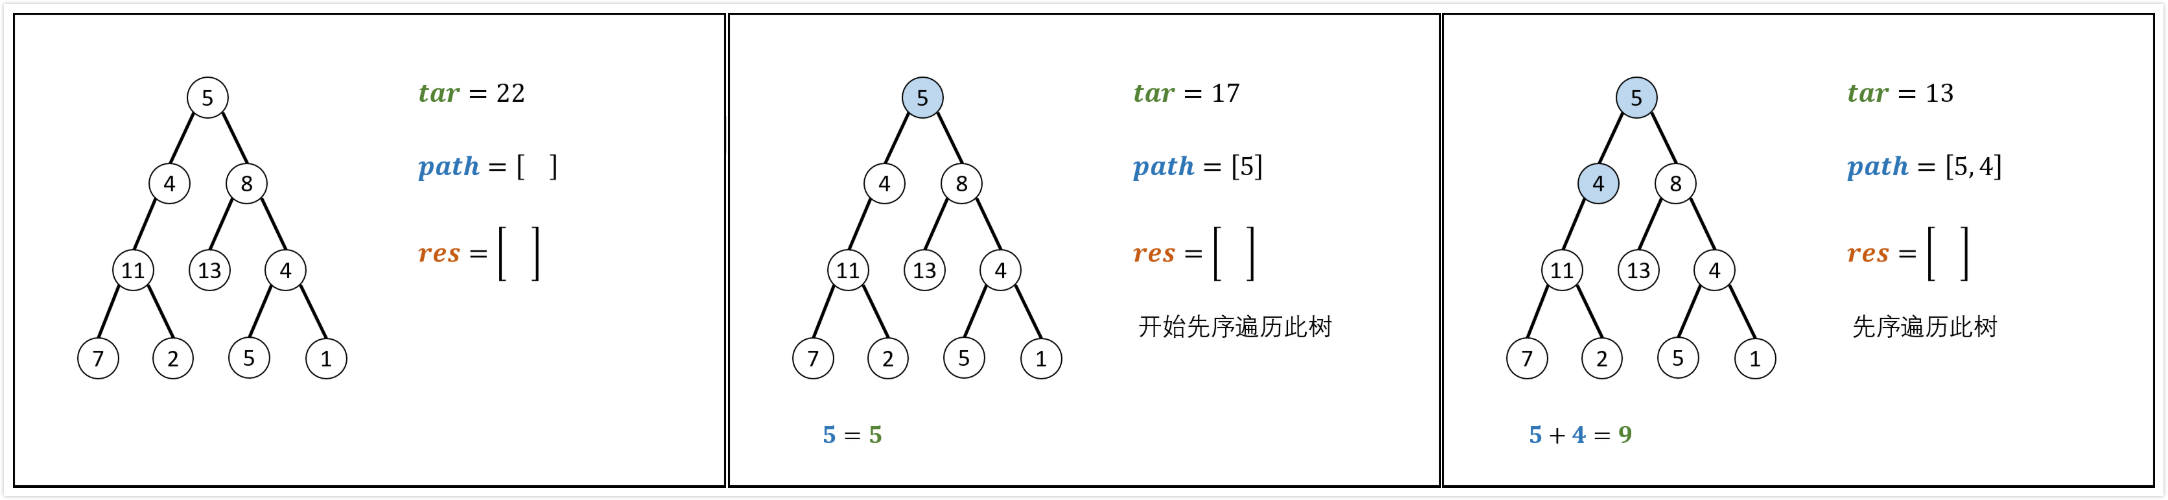 5
4 8
11 13 4
7 2 5 1
tar = 22
path = [ ]
res = [ ]
5
4 8
11 13 4
7 2 5 1
tar = 17
path = [5]
res = [ ]
开始先序遍历此树
5 = 5
5
4 8
11 13 4
7 2 5 1
tar = 13
path = [5, 4]
res = [ ]
先序遍历此树
5 + 4 = 9